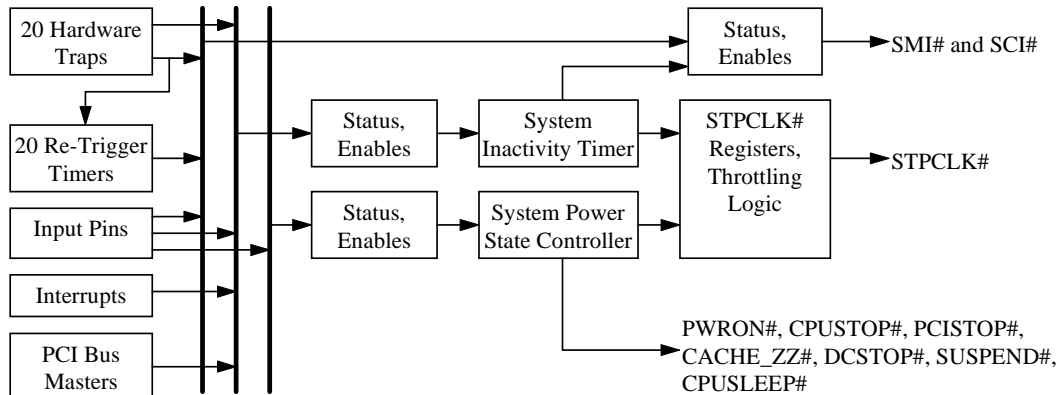 20 Hardware
Traps
Status,
Enables
SMI# and SCI#
20 Re-Trigger
Timers
Status,
Enables
System
Inactivity Timer
STPCLK#
Registers,
Throttling
Logic
STPCLK#
Input Pins
Status,
Enables
System Power
State Controller
Interrupts
PCI Bus
Masters
PWRON#, CPUSTOP#, PCISTOP#,
CACHE_ZZ#, DCSTOP#, SUSPEND#,
CPUSLEEP#